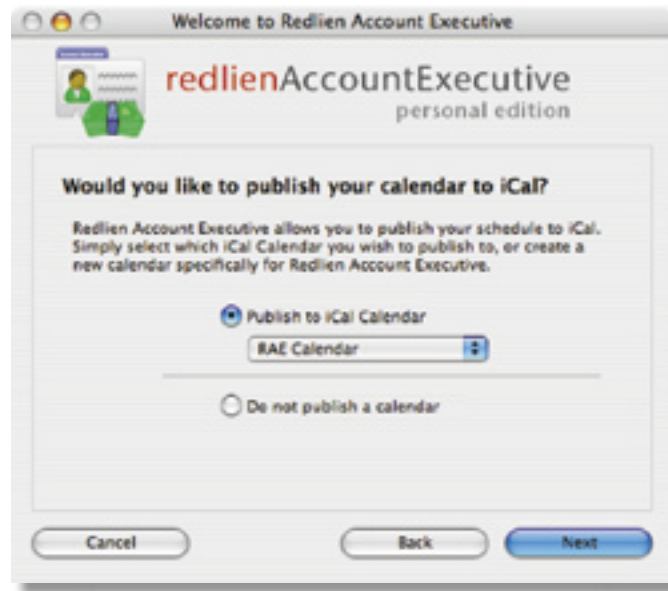 Welcome to Redlien Account Executive
redlienAccountExecutive
personal edition
Would you like to publish your calendar to iCal?
Redlien Account Executive allows you to publish your schedule to iCal.
Simply select which iCal Calendar you wish to publish to, or create a
new calendar specifically for Redlien Account Executive.
Publish to iCal Calendar
RAE Calendar
Do not publish a calendar
Cancel Back Next